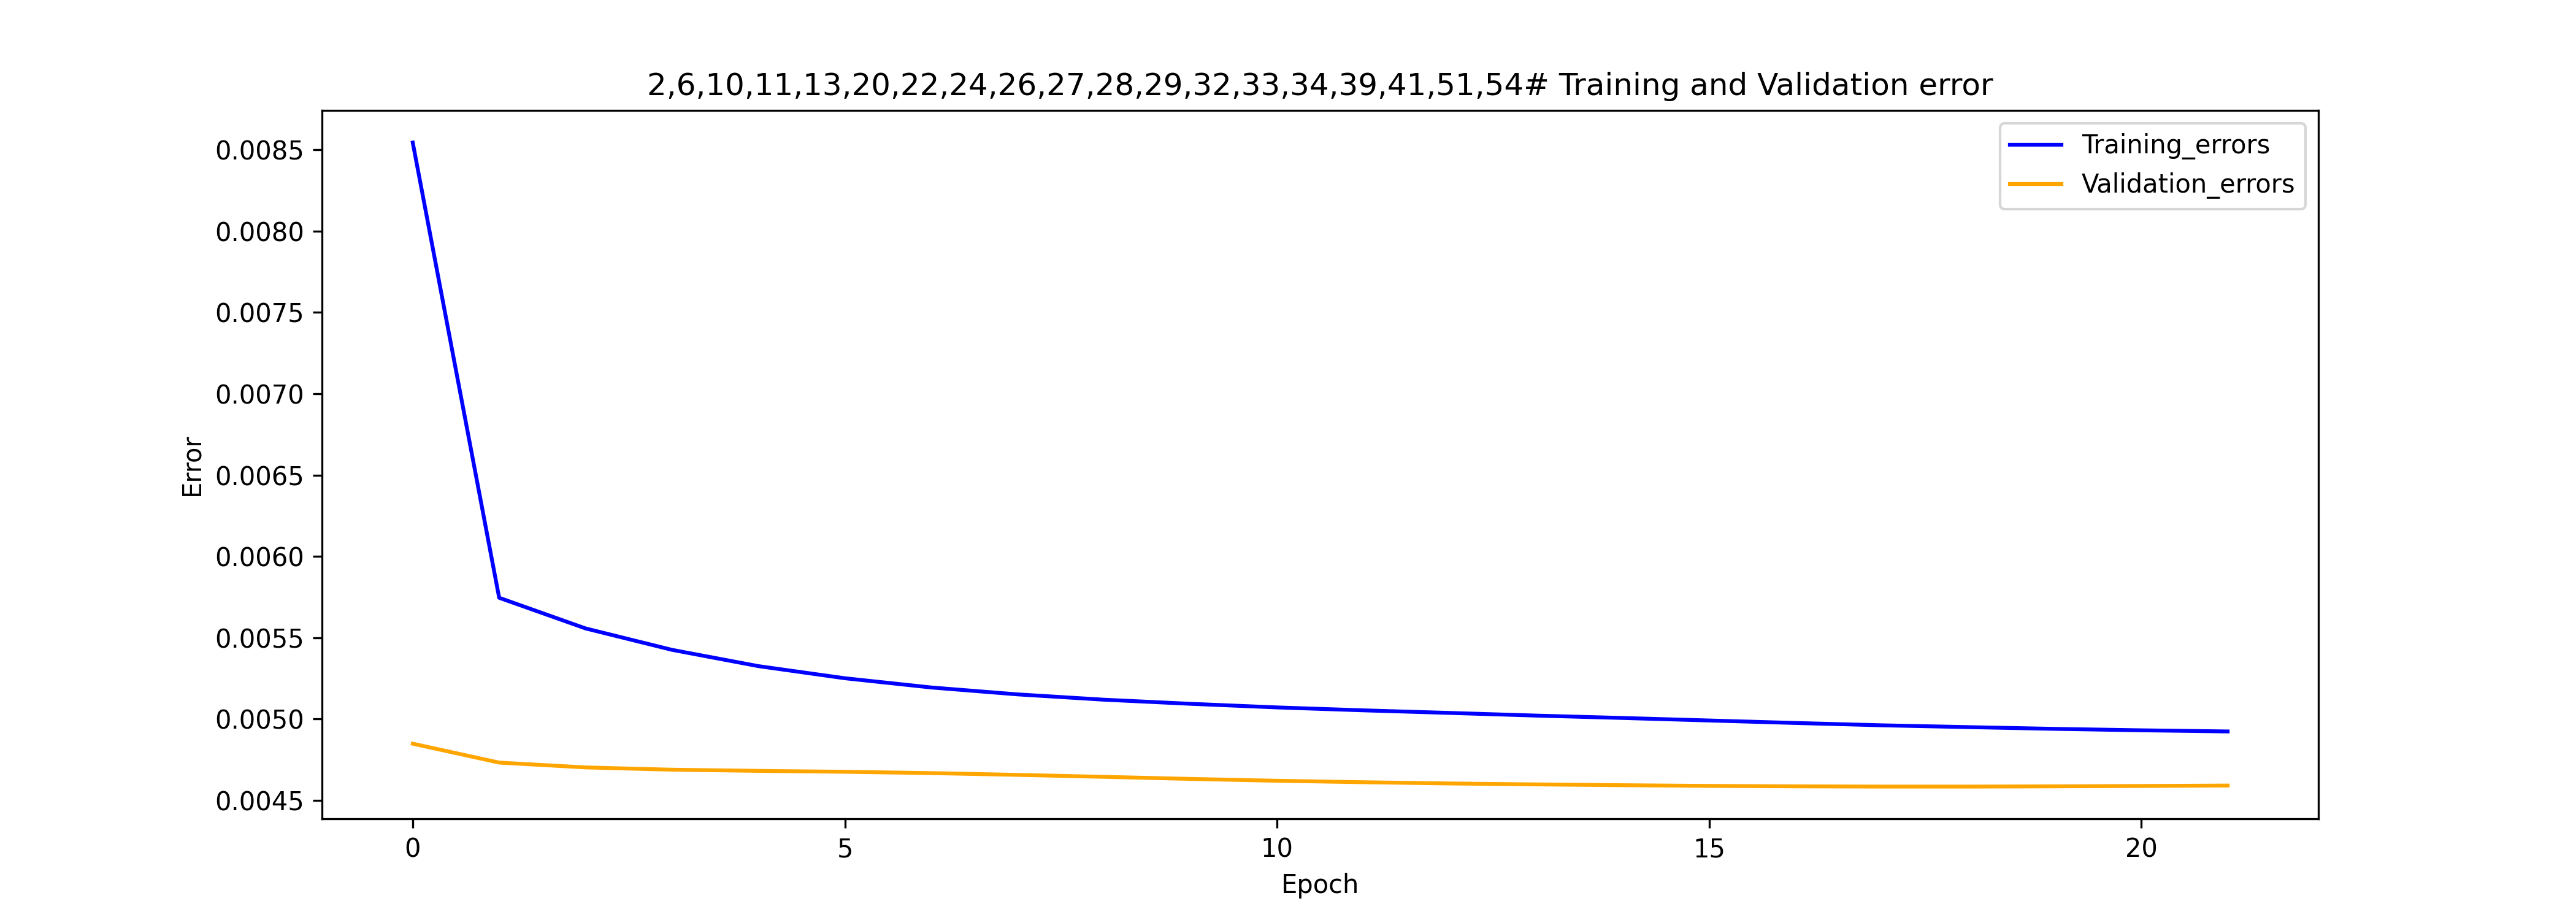 2,6,10,11,13,20,22,24,26,27,28,29,32,33,34,39,41,51,54# Training and Validation error
Training_errors
Validation_errors
0.0085
0.0080
0.0075
0.0070
0.0065
0.0060
0.0055
0.0050
0.0045
Error
0 5 10 15 20
Epoch